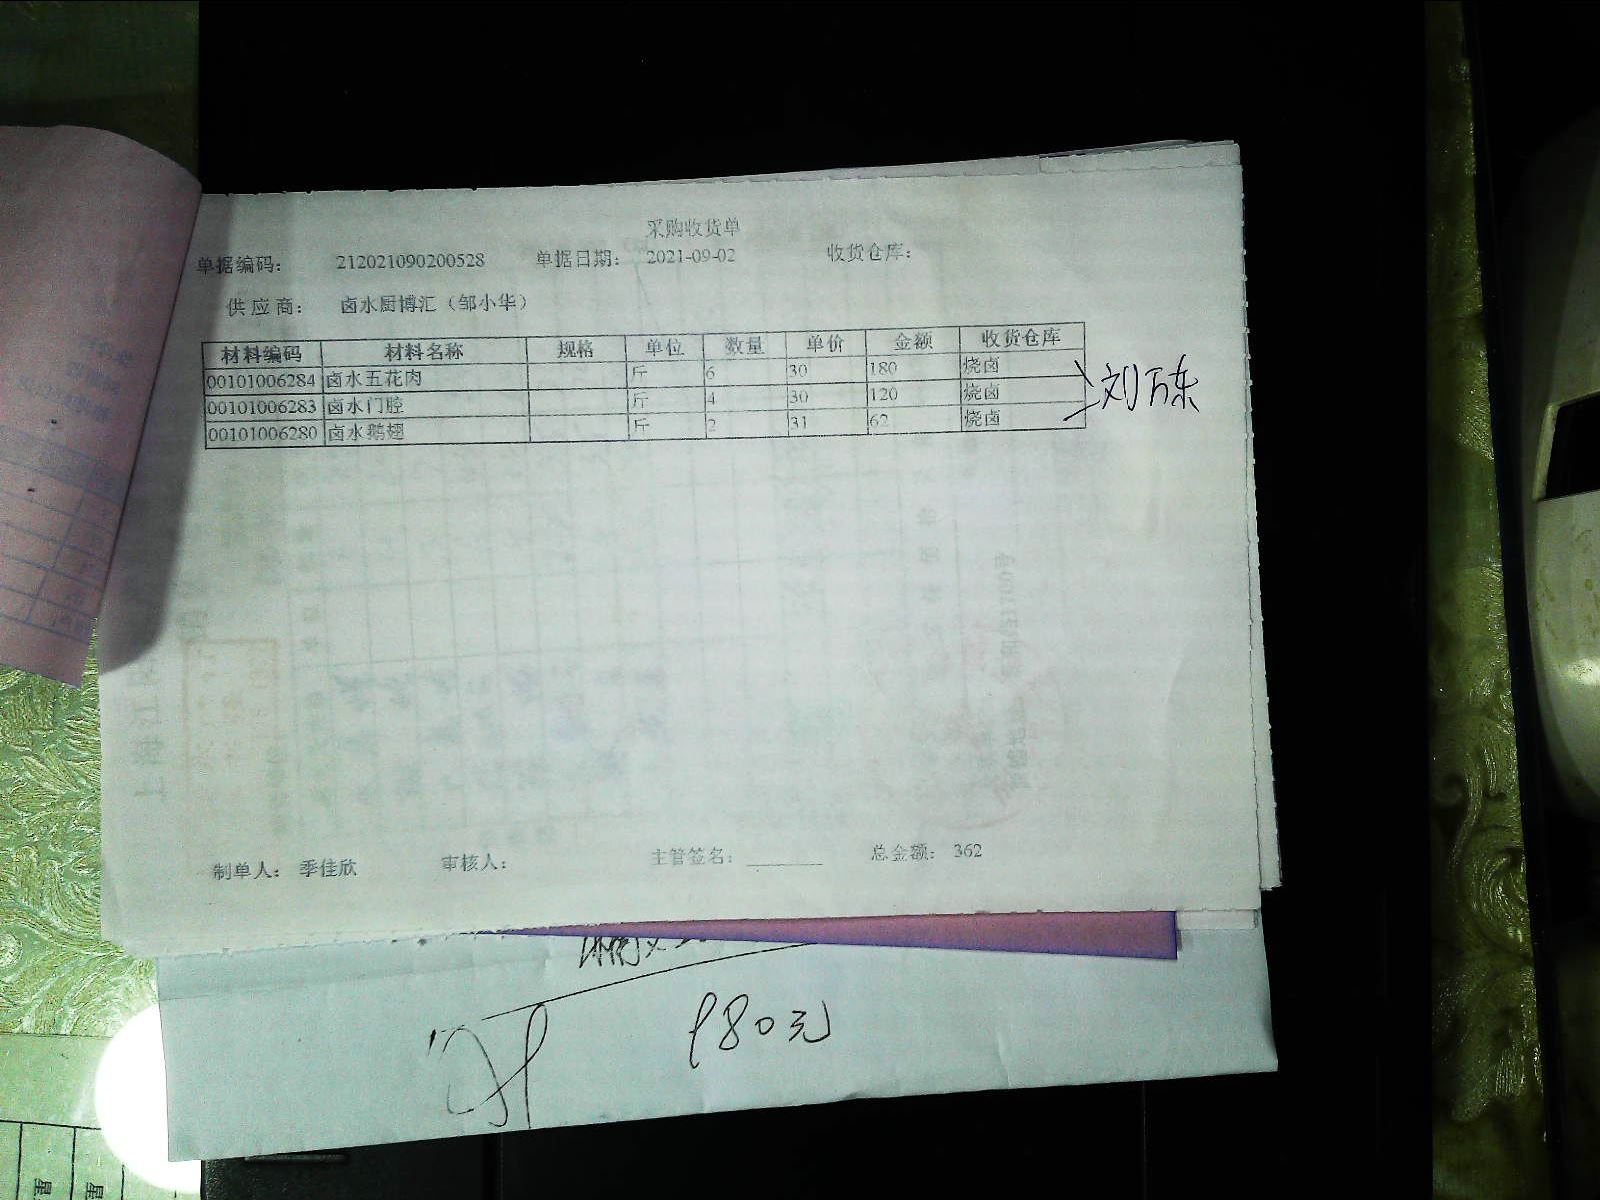 采购收货单
单据编码： 212021090200528 单据日期： 2021-09-02 收货仓库：
供应商： 卤水厨博汇（邹小华）
材料编码 材料名称 规格 单位 数量 单价 金额 收货仓库
00101006284 卤水五花肉 斤 6 30 180 烧卤
00101006283 卤水门腔 斤 4 30 120 烧卤
00101006280 卤水鹅翅 斤 2 31 62 烧卤
刘万东
制单人： 季佳欣 审核人： 主管签名： 总金额： 362
180元